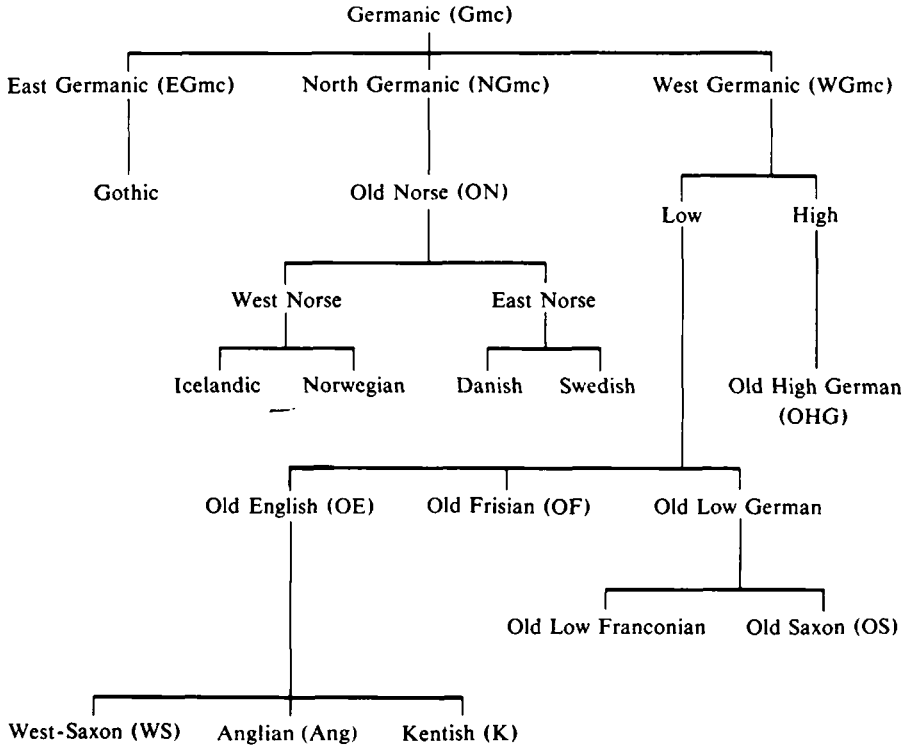 Germanic (Gmc)
East Germanic (EGmc) North Germanic (NGmc) West Germanic (WGmc)
Gothic Old Norse (ON)
Low High
West Norse East Norse
Icelandic Norwegian Danish Swedish Old High German
(OHG)
Old English (OE) Old Frisian (OF) Old Low German
Old Low Franconian Old Saxon (OS)
West-Saxon (WS) Anglian (Ang) Kentish (K)